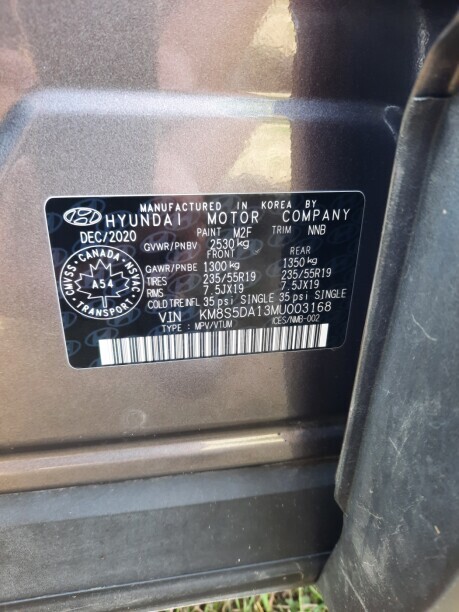 MANUFACTURED IN KOREA BY
HYUNDAI MOTOR COMPANY
DEC/2020 PAINT M2F TRIM NNB
GVWR/PNBV 2530 kg
FRONT REAR
GAWR/PNBE 1300 kg 1350 kg
TIRES 235/55R19 235/55R19
RIMS 7.5JX19 7.5JX19
COLD TIRE INFL 35 psi SINGLE 35 psi SINGLE
VIN KM8S5DA13MU003168
TYPE : MPV/VTUM ICES/NMB-002
CMVSS - CANADA - NSVAC
A54
TRANSPORT